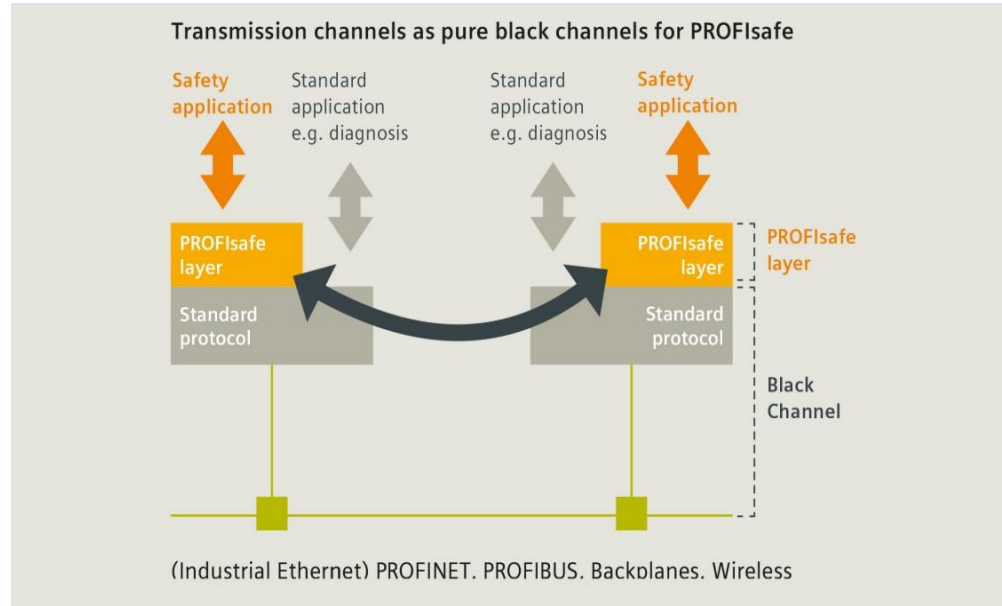 Transmission channels as pure black channels for PROFIsafe
Safety
application
Standard
application
e.g. diagnosis
Standard
application
e.g. diagnosis
Safety
application
PROFIsafe
layer
PROFIsafe
layer
PROFIsafe
layer
Standard
protocol
Standard
protocol
Black
Channel
(Industrial Ethernet) PROFINET, PROFIBUS, Backplanes, Wireless